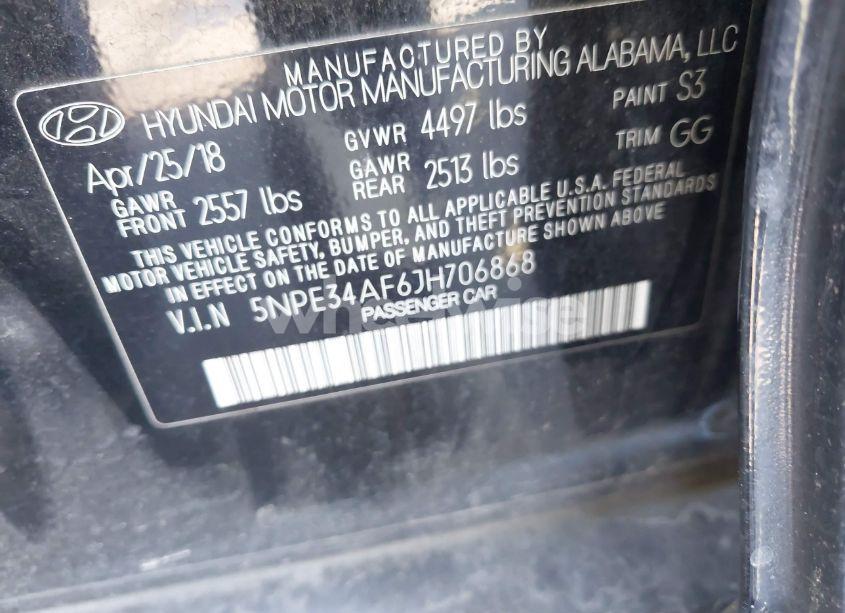 MANUFACTURED BY
HYUNDAI MOTOR MANUFACTURING ALABAMA, LLC
Apr/25/18 GVWR 4497 lbs PAINT S3
GAWR FRONT 2557 lbs GAWR REAR 2513 lbs TRIM GG
THIS VEHICLE CONFORMS TO ALL APPLICABLE U.S.A. FEDERAL
MOTOR VEHICLE SAFETY, BUMPER, AND THEFT PREVENTION STANDARDS
IN EFFECT ON THE DATE OF MANUFACTURE SHOWN ABOVE
V.I.N 5NPE34AF6JH706868
PASSENGER CAR
wheelwise